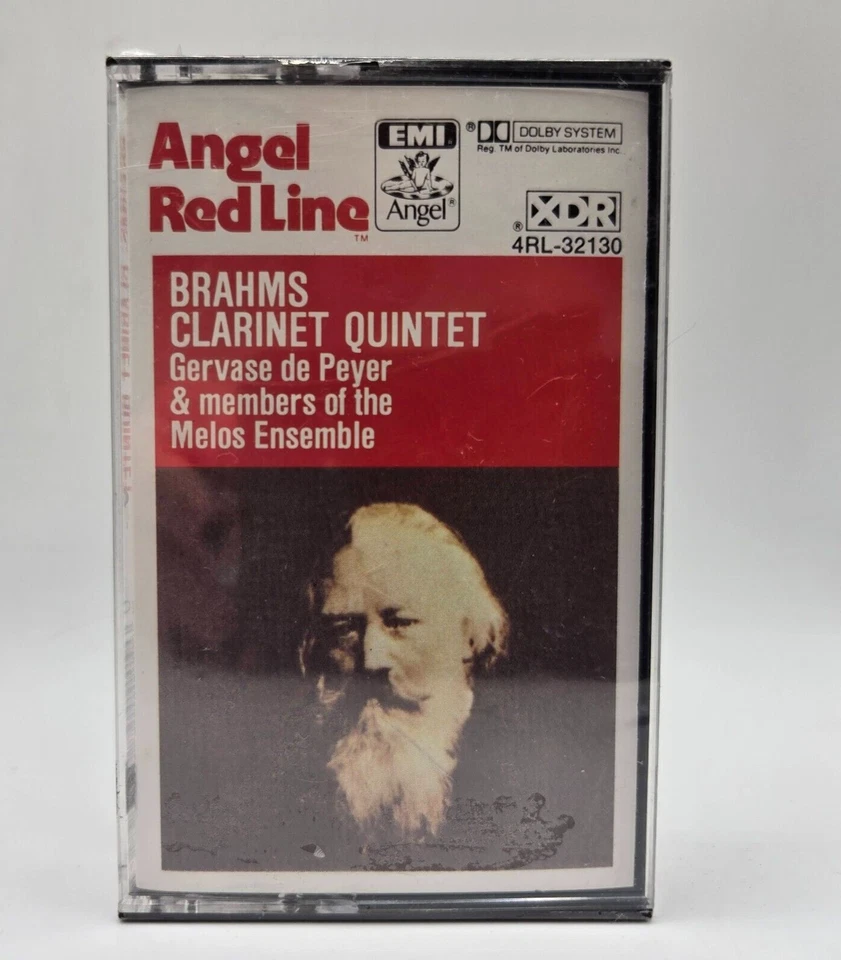 Angel
Red Line
™
EMI
Angel®
® DOLBY SYSTEM
Reg. TM of Dolby Laboratories Inc.
® XDR
4RL-32130
BRAHMS
CLARINET QUINTET
Gervase de Peyer
& members of the
Melos Ensemble